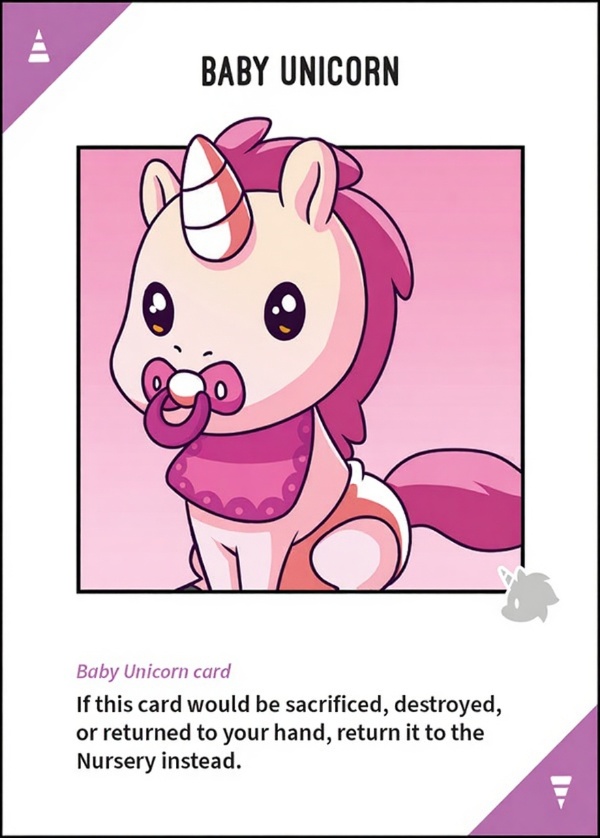 BABY UNICORN
Baby Unicorn card
If this card would be sacrificed, destroyed,
or returned to your hand, return it to the
Nursery instead.